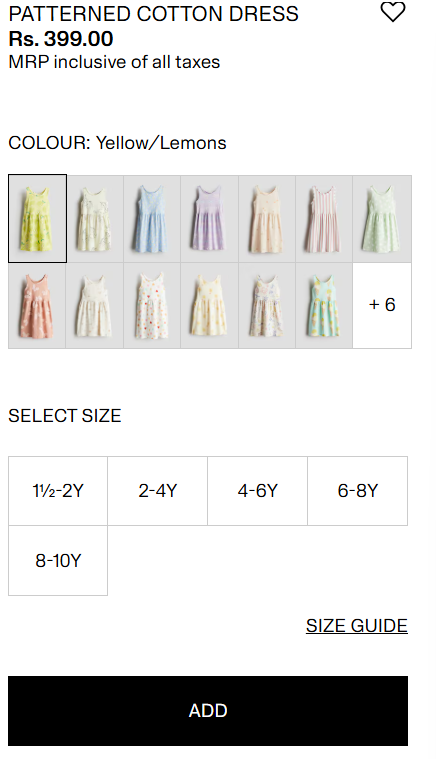 PATTERNED COTTON DRESS
Rs. 399.00
MRP inclusive of all taxes
COLOUR: Yellow/Lemons
+ 6
SELECT SIZE
1½-2Y
2-4Y
4-6Y
6-8Y
8-10Y
SIZE GUIDE
ADD